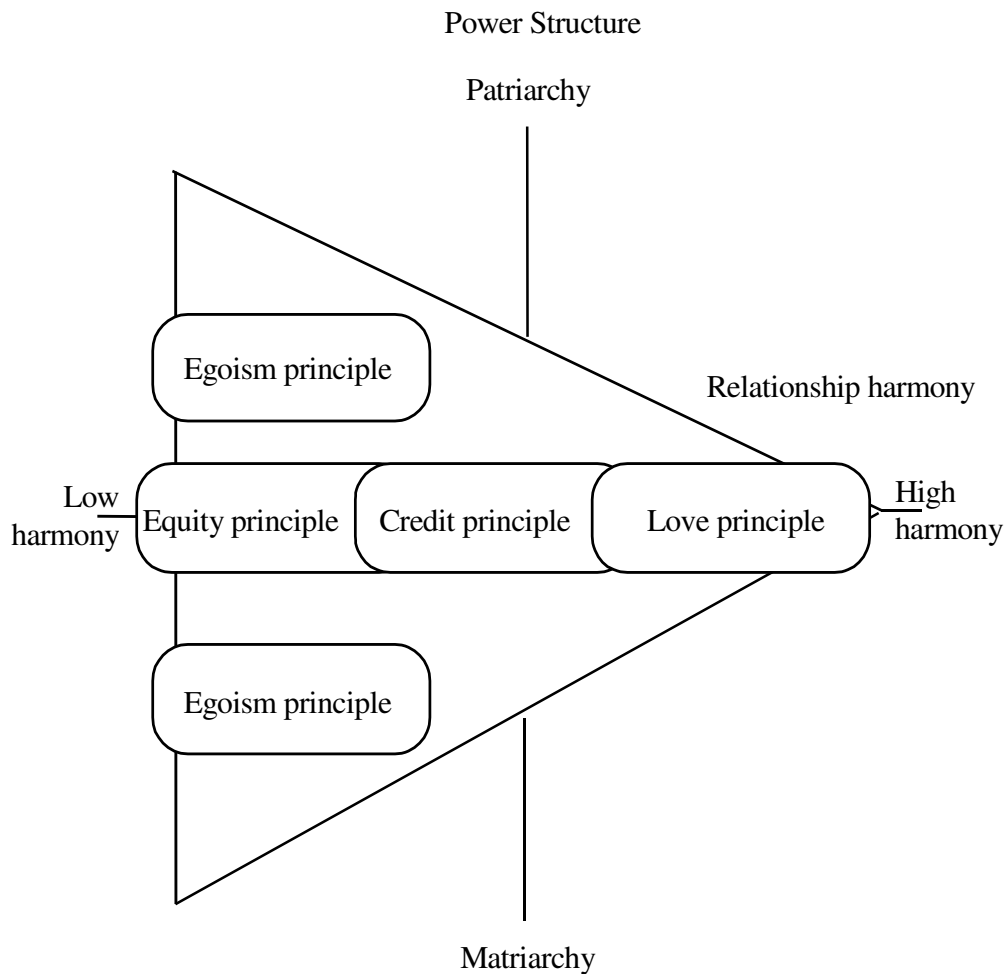 Power Structure
Patriarchy
Egoism principle
Relationship harmony
Low
harmony
Equity principle
Credit principle
Love principle
High
harmony
Egoism principle
Matriarchy